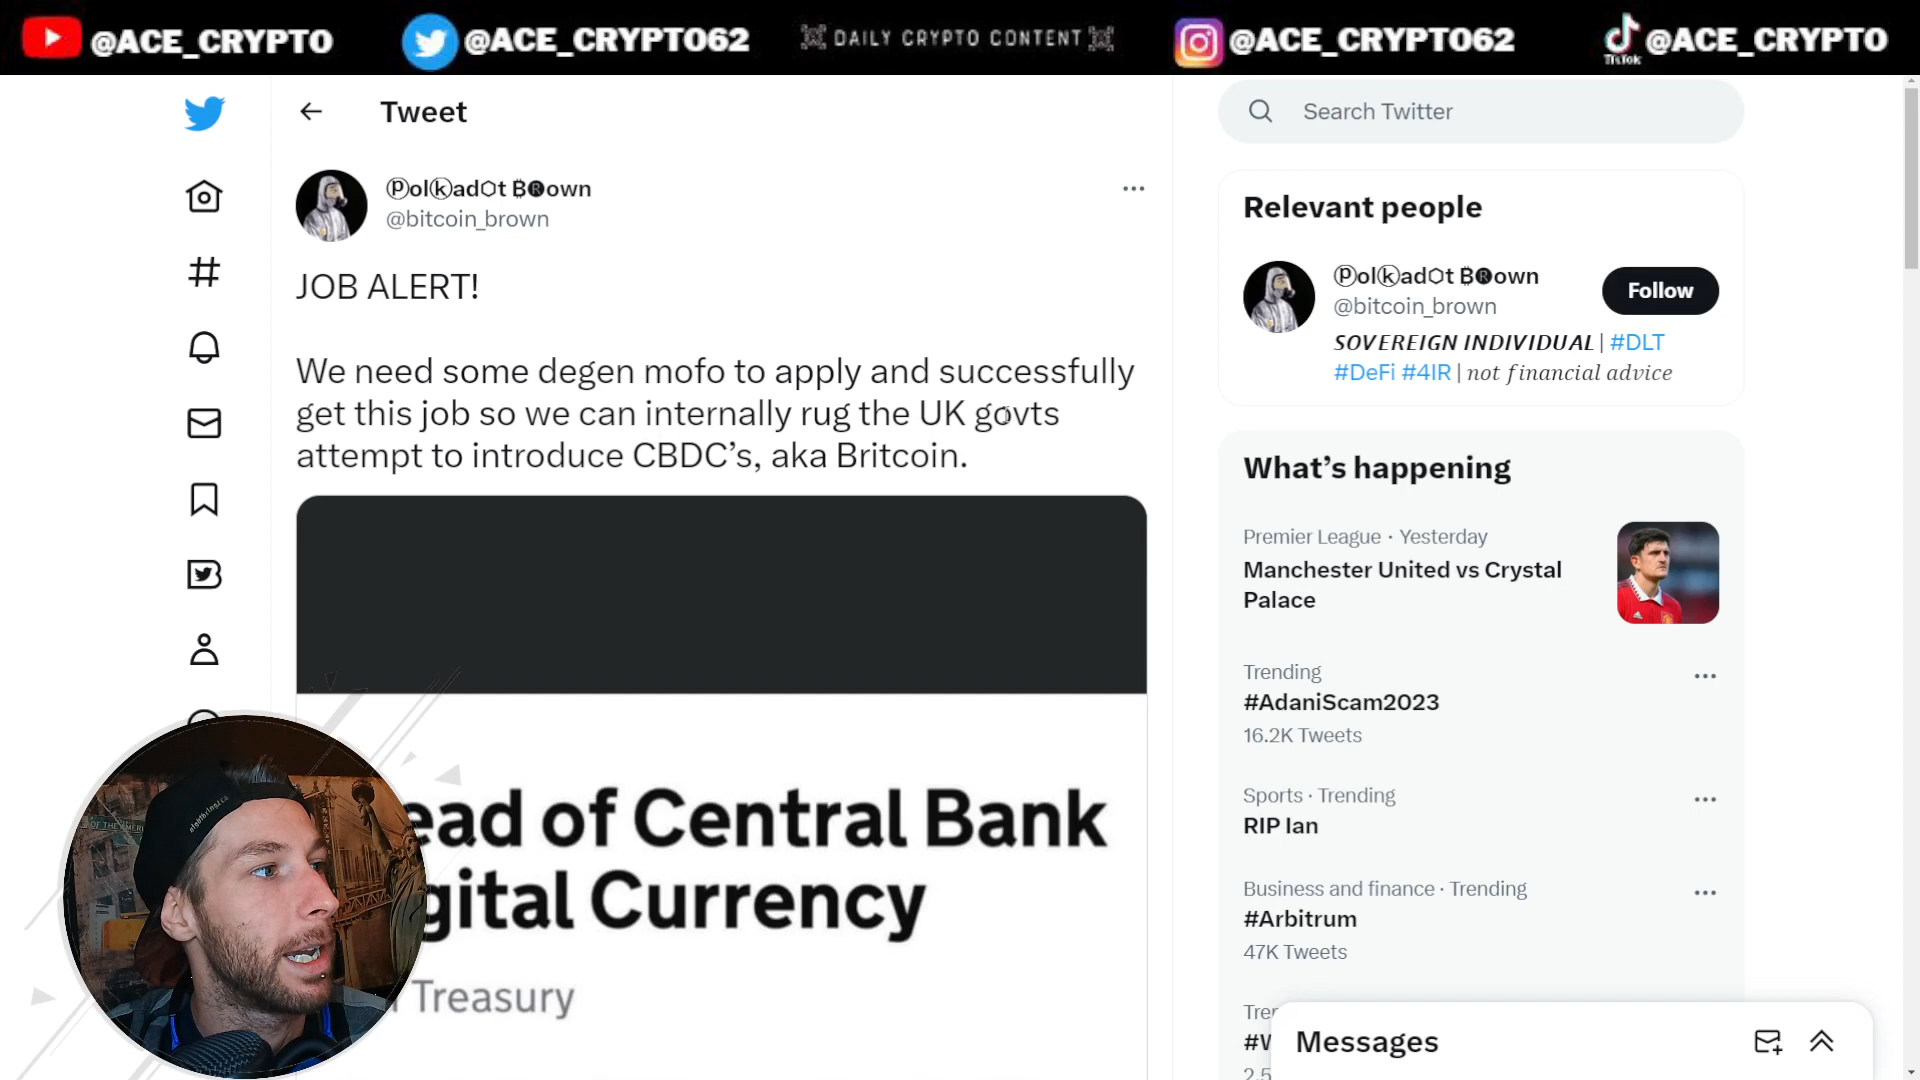 @ACE_CRYPTO
@ACE_CRYPTO62
DAILY CRYPTO CONTENT
@ACE_CRYPTO62
TikTok
@ACE_CRYPTO
Tweet
Search Twitter
ⓟolⓚad⬡t ₿🅡own
@bitcoin_brown
JOB ALERT!
We need some degen mofo to apply and successfully
get this job so we can internally rug the UK govts
attempt to introduce CBDC’s, aka Britcoin.
ead of Central Bank
gital Currency
Treasury
Relevant people
ⓟolⓚad⬡t ₿🅡own
@bitcoin_brown
Follow
SOVEREIGN INDIVIDUAL | #DLT
#DeFi #4IR | not financial advice
What’s happening
Premier League · Yesterday
Manchester United vs Crystal
Palace
Trending
#AdaniScam2023
16.2K Tweets
Sports · Trending
RIP Ian
Business and finance · Trending
#Arbitrum
47K Tweets
Messages